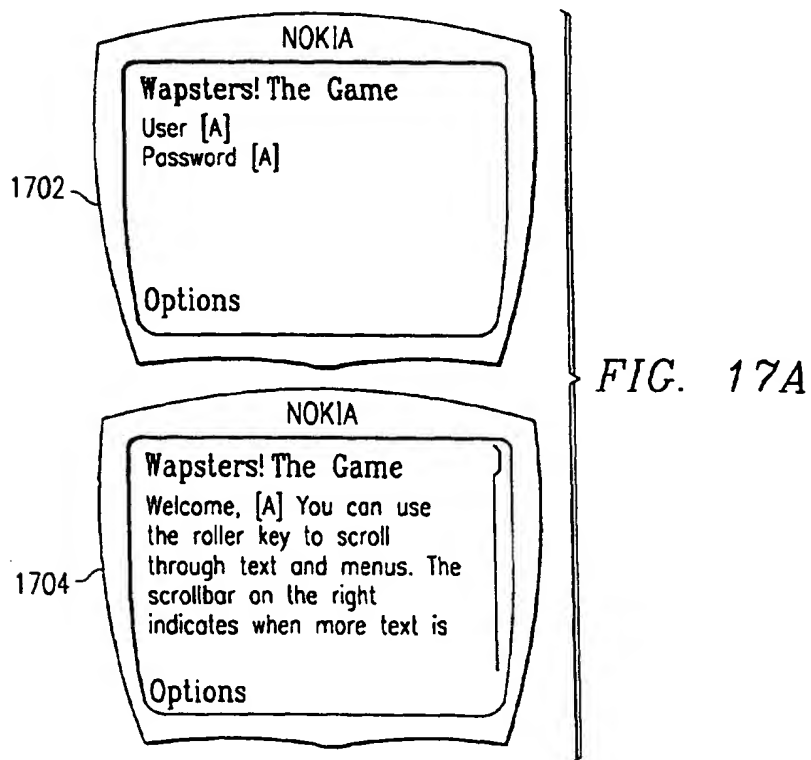 NOKIA
Wapsters! The Game
User [A]
Password [A]
1702
Options
FIG. 17A
NOKIA
Wapsters! The Game
Welcome, [A] You can use
the roller key to scroll
through text and menus. The
1704
scrollbar on the right
indicates when more text is
Options